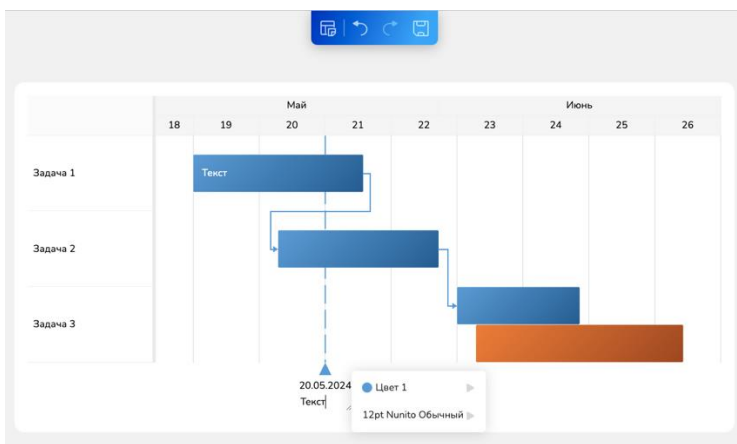 Май Июнь
18 19 20 21 22 23 24 25 26
Задача 1 Текст
Задача 2
Задача 3
20.05.2024
Текст
Цвет 1
12pt Nunito Обычный